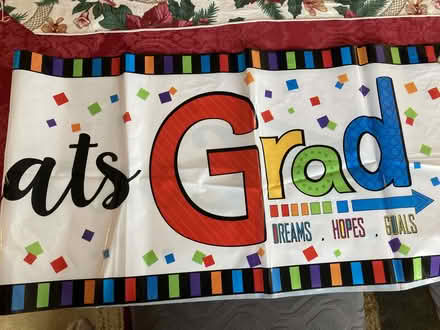 ats Grad
DREAMS . HOPES . GOALS